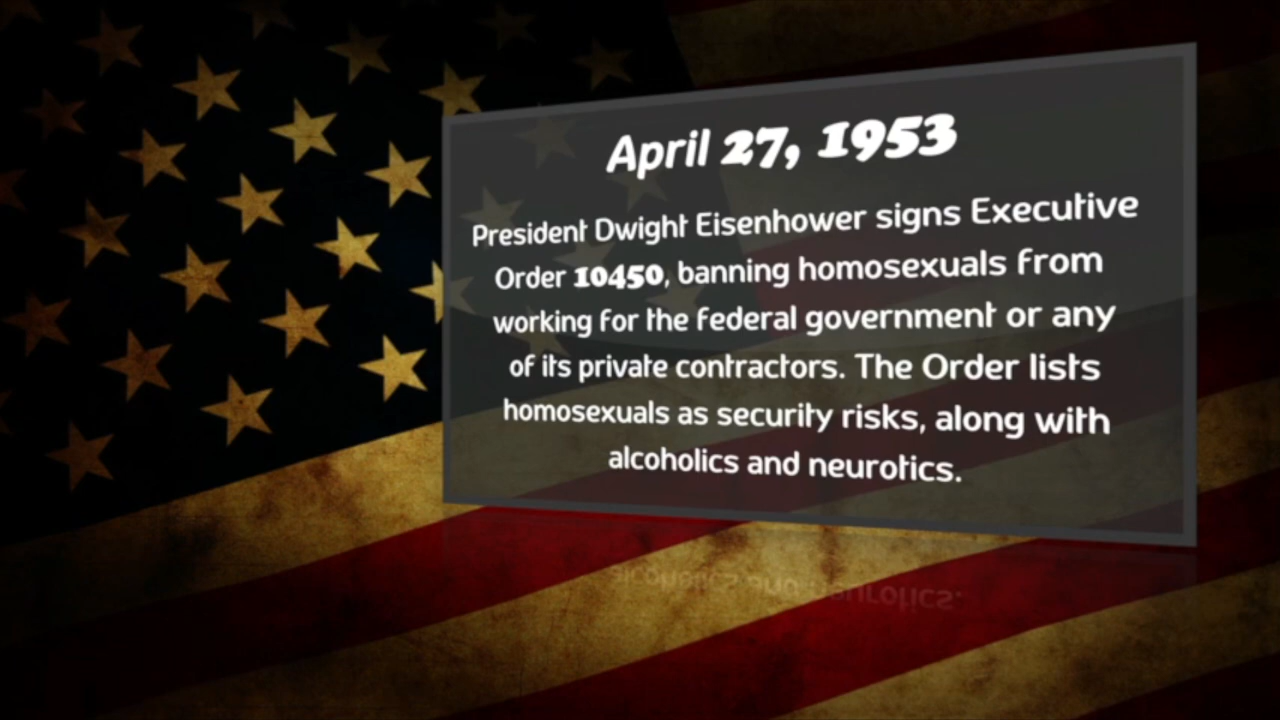 April 27, 1953
President Dwight Eisenhower signs Executive
Order 10450, banning homosexuals from
working for the federal government or any
of its private contractors. The Order lists
homosexuals as security risks, along with
alcoholics and neurotics.